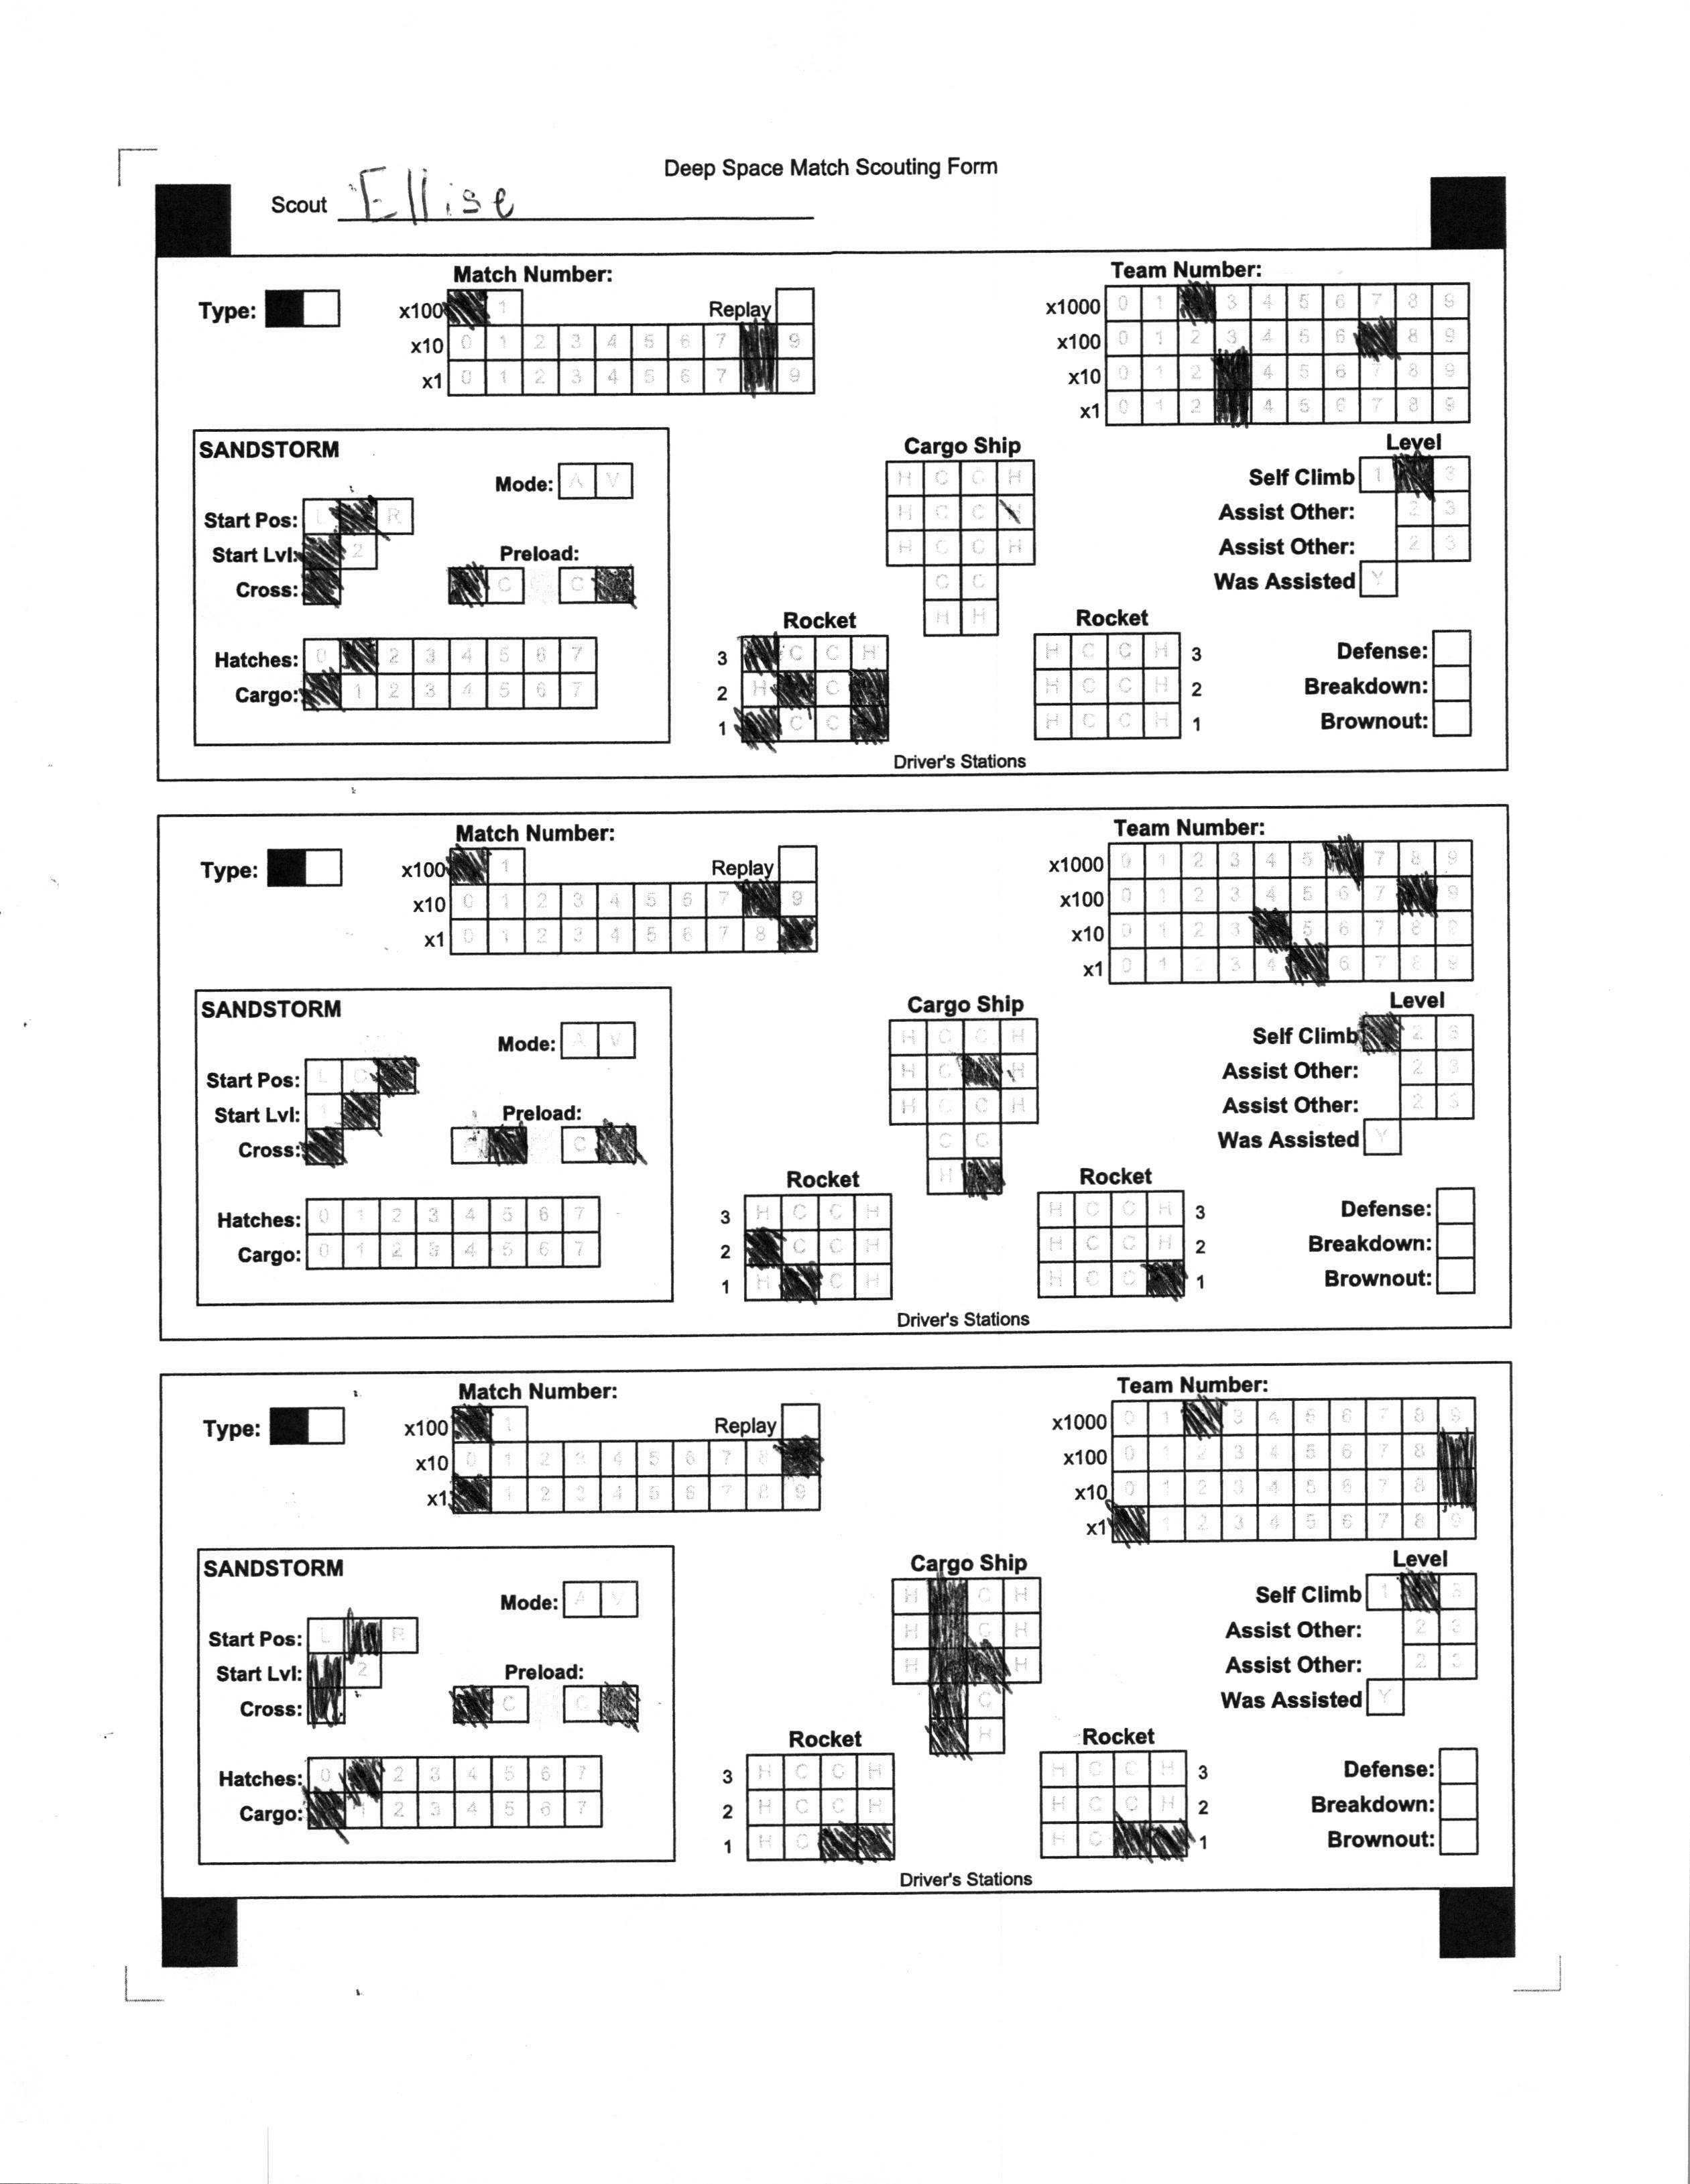 Deep Space Match Scouting Form
Scout Ellise
Match Number:
Team Number:
Type:
x100 1 Replay
x10 0 1 2 3 4 5 6 7 9
x1 0 1 2 3 4 5 6 7 9
x1000 0 1 3 4 5 6 7 8 9
x100 0 1 2 3 4 5 6 8 9
x10 0 1 2 4 5 6 7 8 9
x1 0 1 2 4 5 6 7 8 9
SANDSTORM
Mode: A V
Start Pos: L R
Start Lvl: 2
Cross:
Preload:
C C
Hatches: 0 2 3 4 5 6 7
Cargo: 1 2 3 4 5 6 7
Cargo Ship
H C C H
H C C H
H C C H
C C
H H
Rocket
3 C C H
2 H C
1 C C
Rocket
H C C H 3
H C C H 2
H C C H 1
Level
Self Climb 1 3
Assist Other: 2 3
Assist Other: 2 3
Was Assisted Y
Defense:
Breakdown:
Brownout:
Driver's Stations
Match Number:
Team Number:
Type:
x100 1 Replay
x10 0 1 2 3 4 5 6 7 9
x1 0 1 2 3 4 5 6 7 8
x1000 0 1 2 3 4 5 7 8 9
x100 0 1 2 3 4 5 6 7 9
x10 0 1 2 3 5 6 7 8 9
x1 0 1 2 3 4 6 7 8 9
SANDSTORM
Mode: A V
Start Pos: L C
Start Lvl: 1
Cross:
Preload:
C
Hatches: 0 1 2 3 4 5 6 7
Cargo: 0 1 2 3 4 5 6 7
Cargo Ship
H C C H
H C H
H C C H
C C
H
Rocket
3 H C C H
2 C C H
1 H C H
Rocket
H C C H 3
H C C H 2
H C C 1
Level
Self Climb 2 3
Assist Other: 2 3
Assist Other: 2 3
Was Assisted Y
Defense:
Breakdown:
Brownout:
Driver's Stations
Match Number:
Team Number:
Type:
x100 1 Replay
x10 0 1 2 3 4 5 6 7 8
x1 1 2 3 4 5 6 7 8 9
x1000 0 1 3 4 5 6 7 8 9
x100 0 1 2 3 4 5 6 7 8
x10 0 1 2 3 4 5 6 7 8
x1 1 2 3 4 5 6 7 8 9
SANDSTORM
Mode: A V
Start Pos: L R
Start Lvl: 2
Cross:
Preload:
C C
Hatches: 0 2 3 4 5 6 7
Cargo: 1 2 3 4 5 6 7
Cargo Ship
H C H
H C H
H H
C
H
Rocket
3 H C C H
2 H C C H
1 H C
Rocket
H C C H 3
H C C H 2
H C 1
Level
Self Climb 1 3
Assist Other: 2 3
Assist Other: 2 3
Was Assisted Y
Defense:
Breakdown:
Brownout:
Driver's Stations